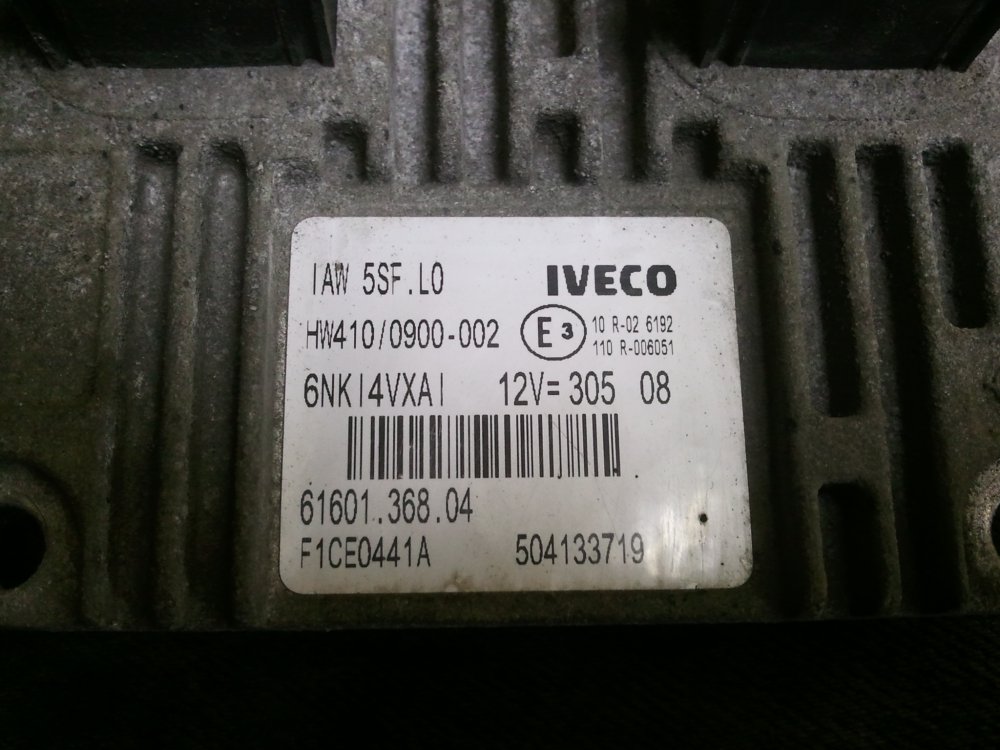 IAW 5SF.L0 IVECO
HW410/0900-002 E3 10 R-02 6192
110 R-006051
6NKI4VXAI 12V= 305 08
61601.368.04
F1CE0441A 504133719